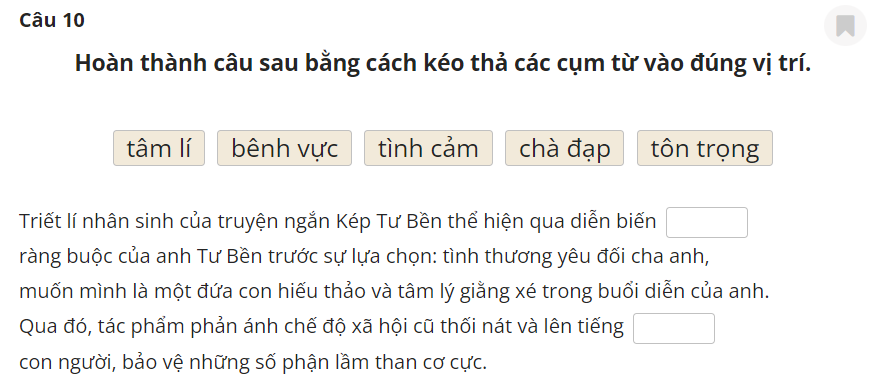 Câu 10
Hoàn thành câu sau bằng cách kéo thả các cụm từ vào đúng vị trí.
tâm lí bênh vực tình cảm chà đạp tôn trọng
Triết lí nhân sinh của truyện ngắn Kép Tư Bền thể hiện qua diễn biến
ràng buộc của anh Tư Bền trước sự lựa chọn: tình thương yêu đối cha anh,
muốn mình là một đứa con hiếu thảo và tâm lý giằng xé trong buổi diễn của anh.
Qua đó, tác phẩm phản ánh chế độ xã hội cũ thối nát và lên tiếng
con người, bảo vệ những số phận lầm than cơ cực.